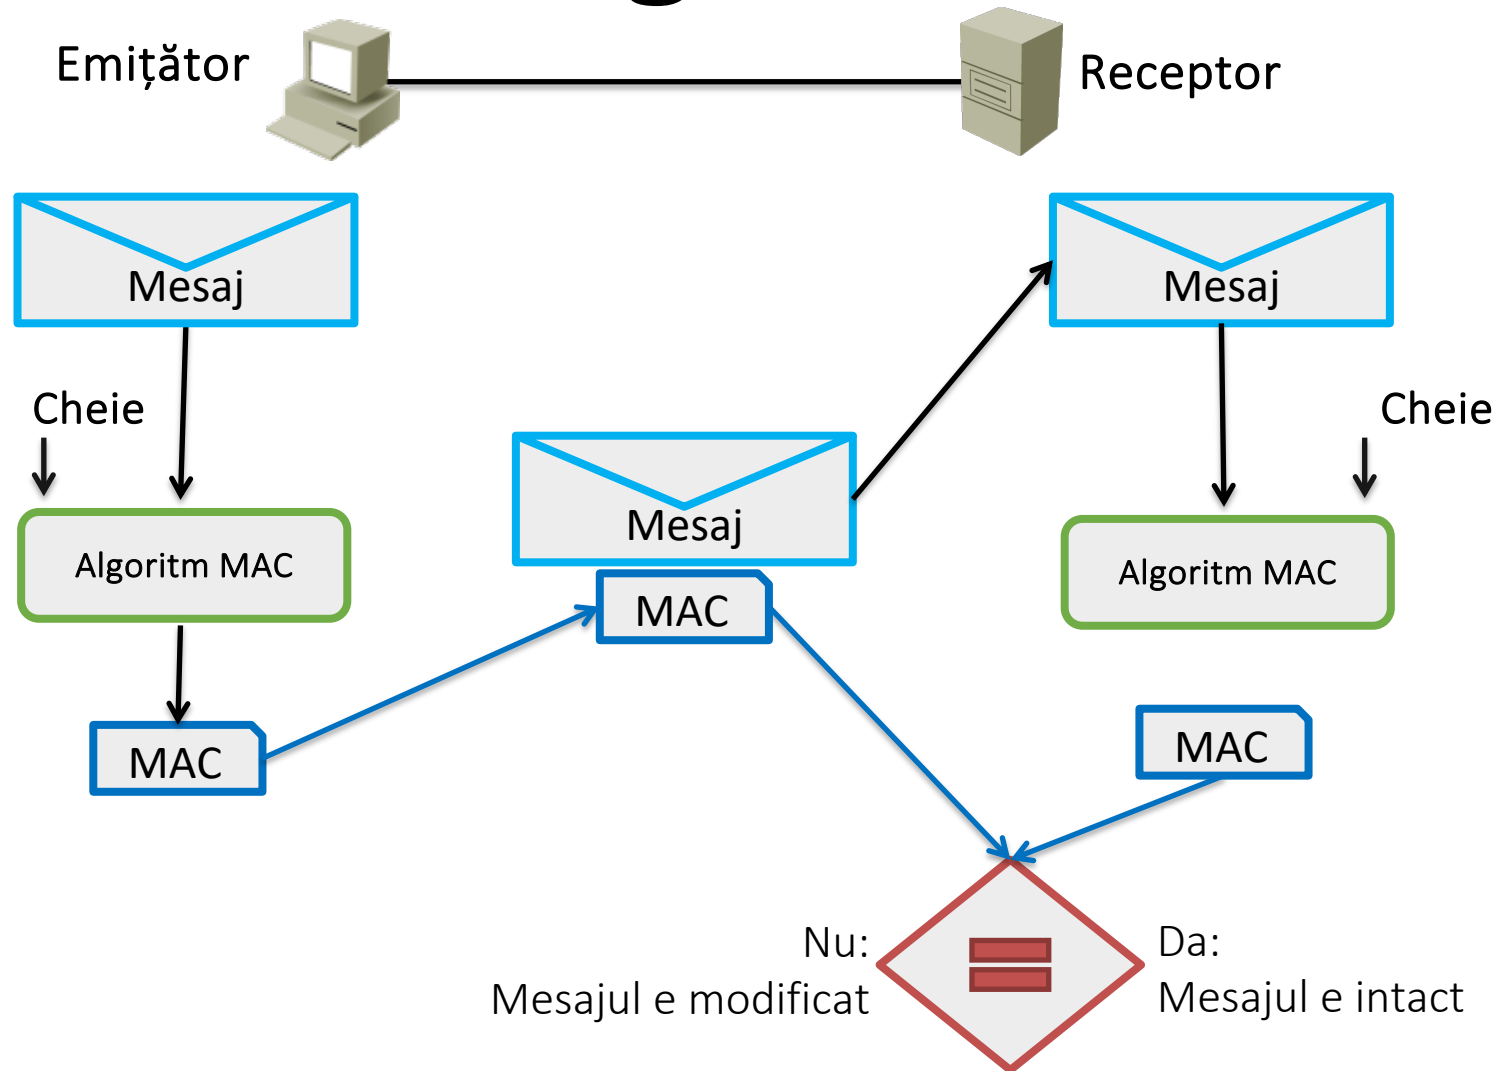 Emițător
Receptor
Mesaj
Mesaj
Cheie
Cheie
Mesaj
Algoritm MAC
Algoritm MAC
MAC
MAC
MAC
Nu:
Mesajul e modificat
Da:
Mesajul e intact